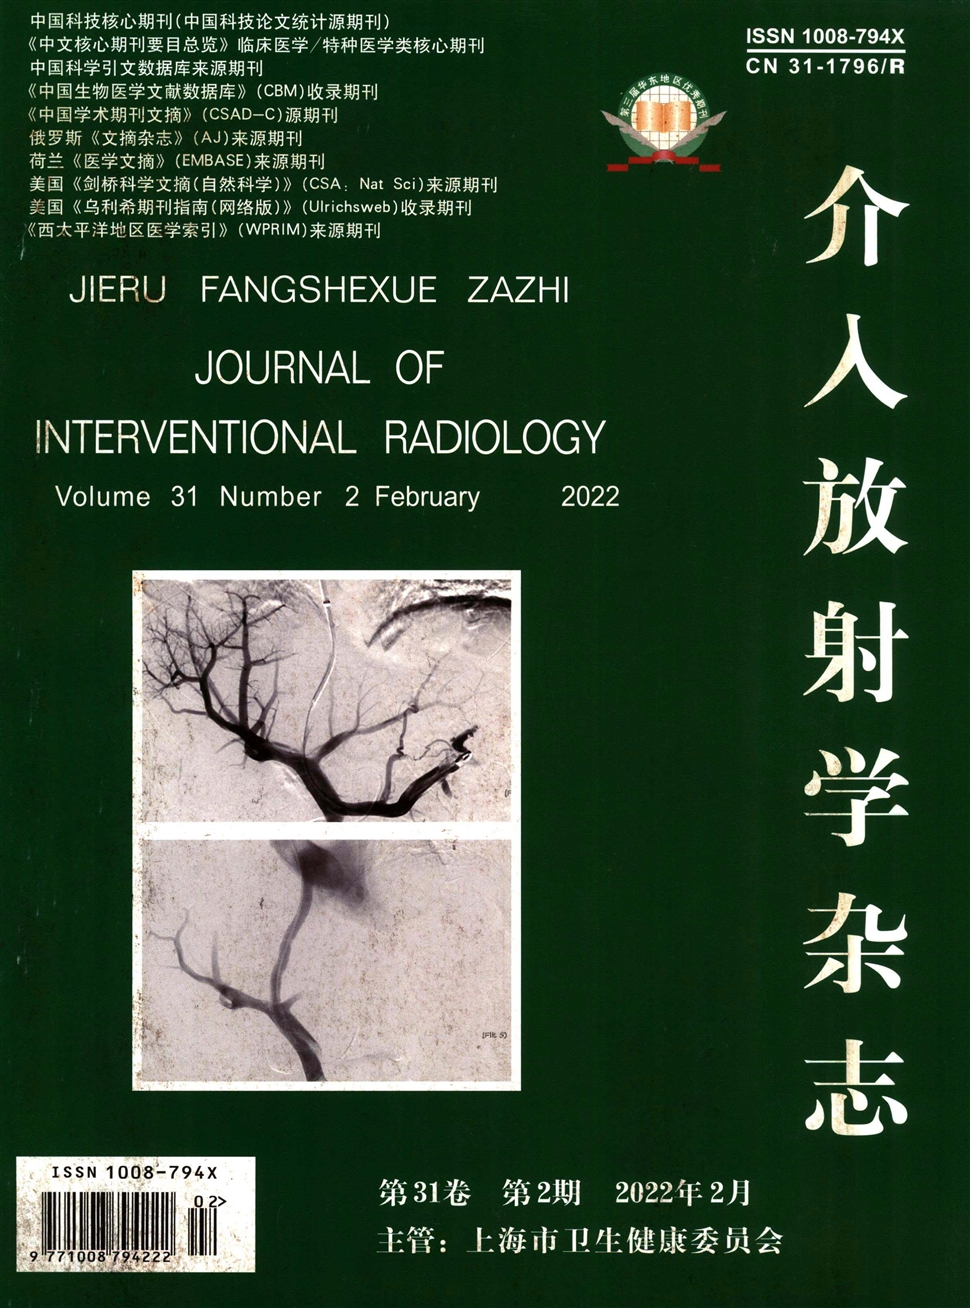 中国科技核心期刊(中国科技论文统计源期刊)
《中文核心期刊要目总览》临床医学/特种医学类核心期刊
中国科学引文数据库来源期刊
《中国生物医学文献数据库》(CBM)收录期刊
《中国学术期刊文摘》(CSAD-C)源期刊
俄罗斯《文摘杂志》(AJ)来源期刊
荷兰《医学文摘》(EMBASE)来源期刊
美国《剑桥科学文摘(自然科学)》(CSA: Nat Sci)来源期刊
美国《乌利希期刊指南(网络版)》(Ulrichsweb)收录期刊
《西太平洋地区医学索引》(WPRIM)来源期刊
ISSN 1008-794X
CN 31-1796/R
第三届华东地区优秀期刊
介入放射学杂志
JIERU FANGSHEXUE ZAZHI
JOURNAL OF
INTERVENTIONAL RADIOLOGY
Volume 31 Number 2 February 2022
ISSN 1008-794X
02>
9 771008 794222
第31卷 第2期 2022年2月
主管：上海市卫生健康委员会